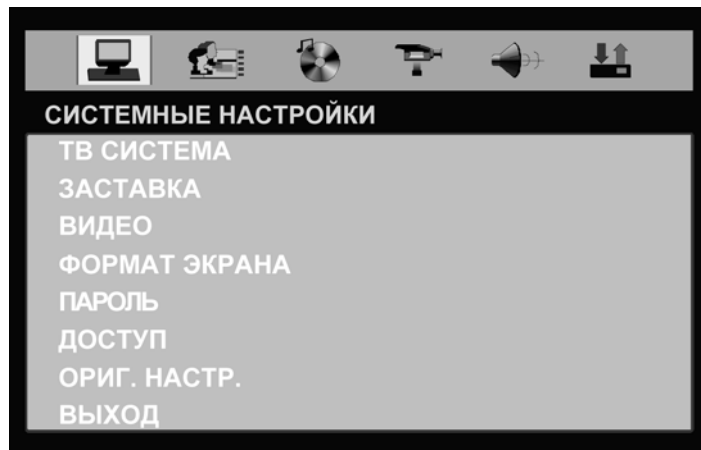 СИСТЕМНЫЕ НАСТРОЙКИ
ТВ СИСТЕМА
ЗАСТАВКА
ВИДЕО
ФОРМАТ ЭКРАНА
ПАРОЛЬ
ДОСТУП
ОРИГ. НАСТР.
ВЫХОД